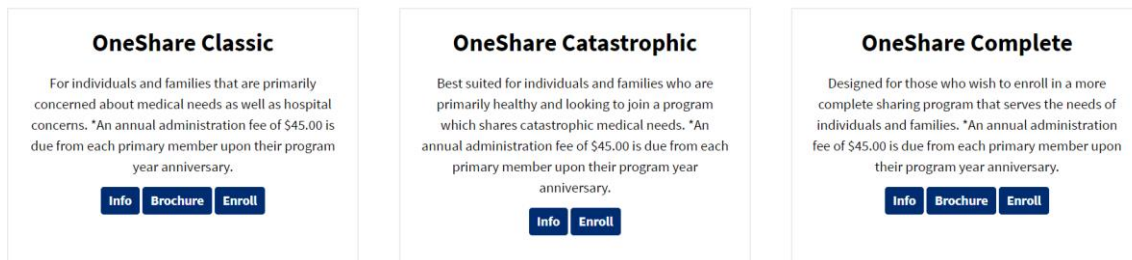 OneShare Classic
For individuals and families that are primarily
concerned about medical needs as well as hospital
concerns. *An annual administration fee of $45.00 is
due from each primary member upon their program
year anniversary.
Info Brochure Enroll
OneShare Catastrophic
Best suited for individuals and families who are
primarily healthy and looking to join a program
which shares catastrophic medical needs. *An
annual administration fee of $45.00 is due from each
primary member upon their program year
anniversary.
Info Enroll
OneShare Complete
Designed for those who wish to enroll in a more
complete sharing program that serves the needs of
individuals and families. *An annual administration
fee of $45.00 is due from each primary member upon
their program year anniversary.
Info Brochure Enroll